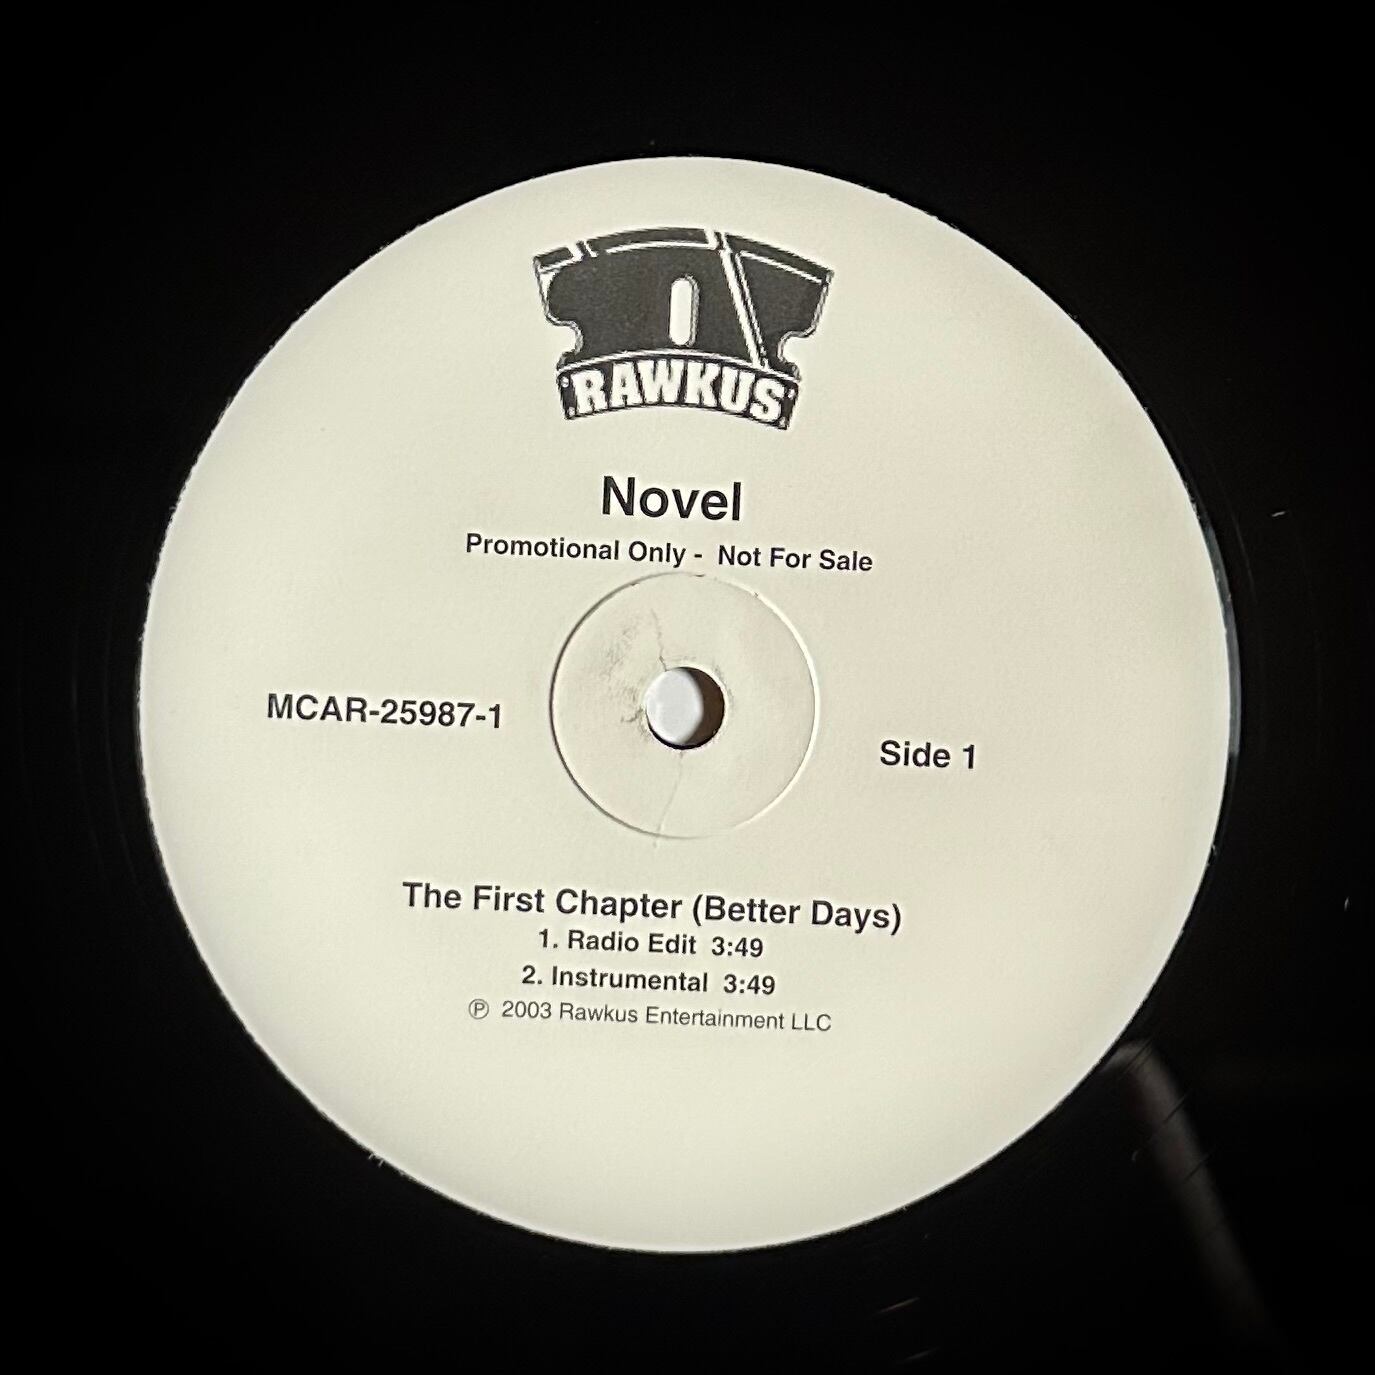 RAWKUS
Novel
Promotional Only - Not For Sale
MCAR-25987-1
Side 1
The First Chapter (Better Days)
1. Radio Edit 3:49
2. Instrumental 3:49
℗ 2003 Rawkus Entertainment LLC